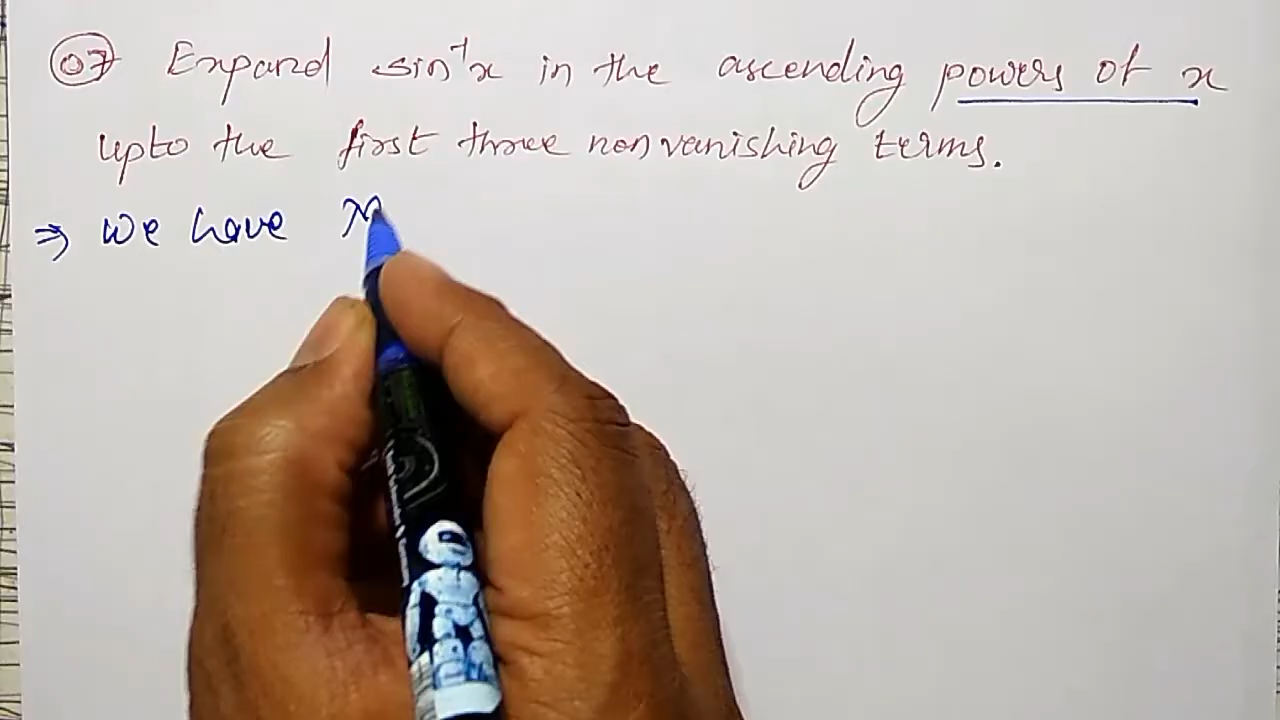 07 Expand sin⁻¹x in the ascending powers of x
upto the first three nonvanishing terms.
⇒ We have M